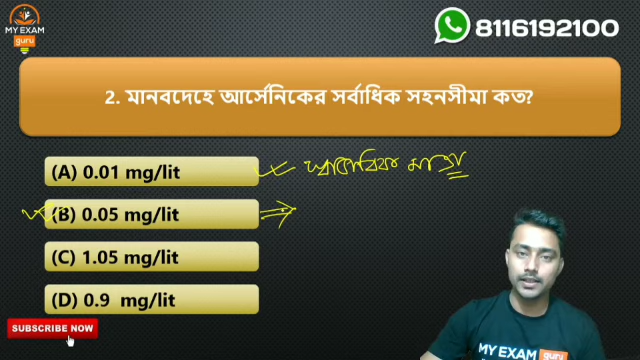 MY EXAM
guru
8116192100
2. মানবদেহে আর্সেনিকের সর্বাধিক সহনসীমা কত?
(A) 0.01 mg/lit
স্বাভাবিক মাত্রা
(B) 0.05 mg/lit
(C) 1.05 mg/lit
(D) 0.9 mg/lit
SUBSCRIBE NOW
MY EXAM
guru